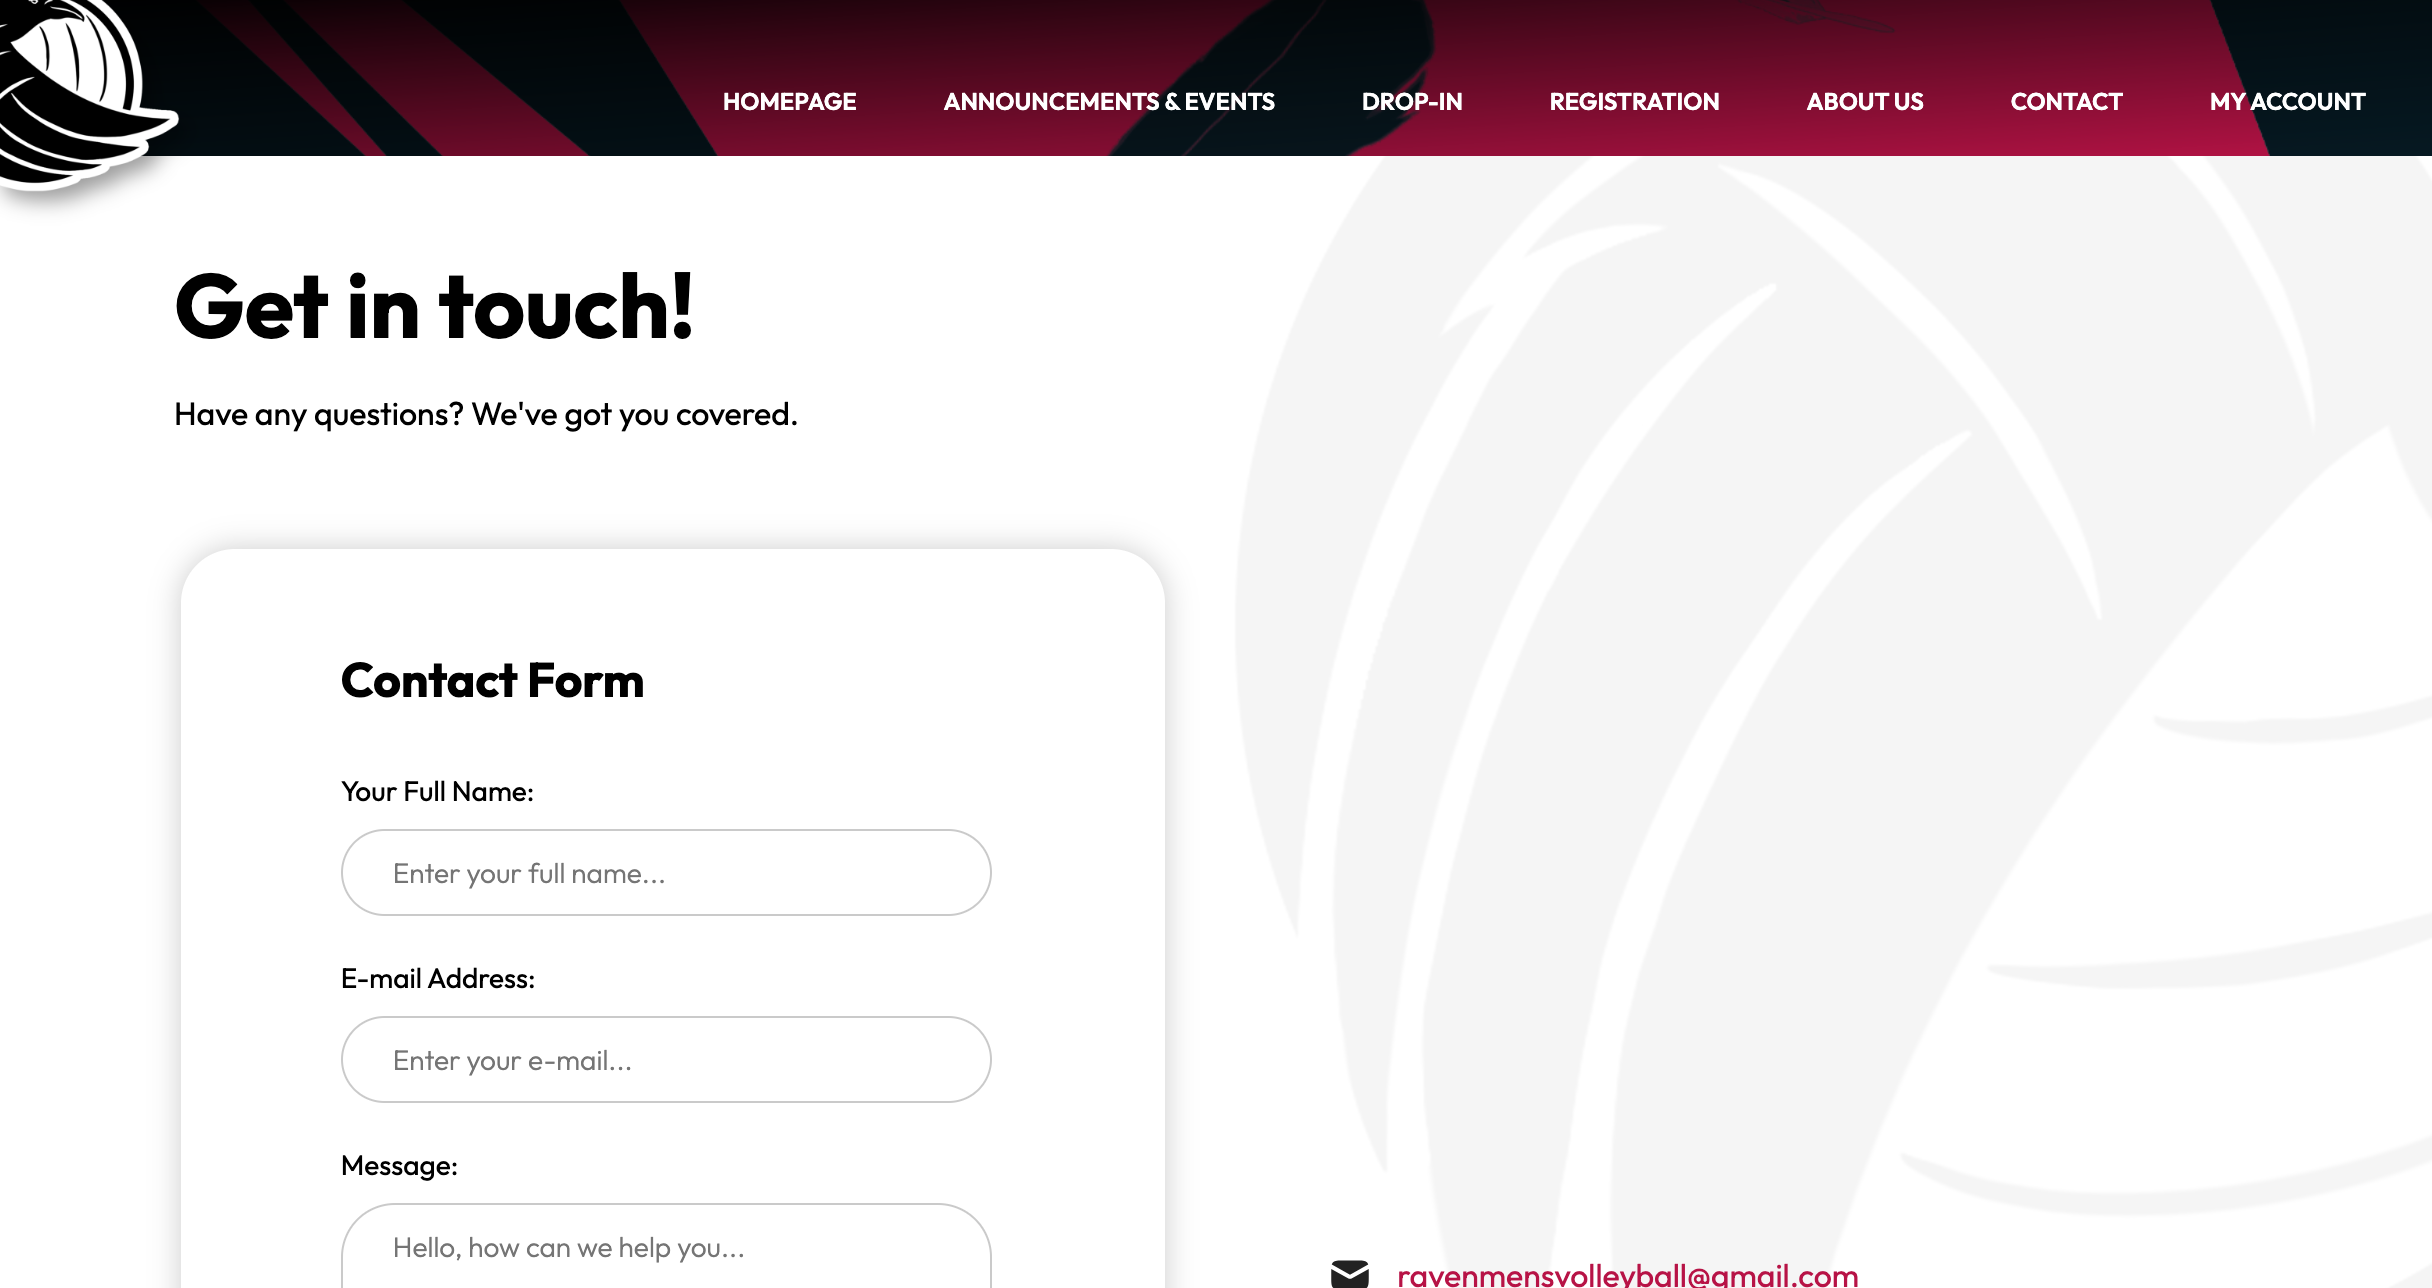 HOMEPAGE ANNOUNCEMENTS & EVENTS DROP-IN REGISTRATION ABOUT US CONTACT MY ACCOUNT
Get in touch!
Have any questions? We've got you covered.
Contact Form
Your Full Name:
Enter your full name...
E-mail Address:
Enter your e-mail...
Message:
Hello, how can we help you...
ravenmensvolleyball@gmail.com